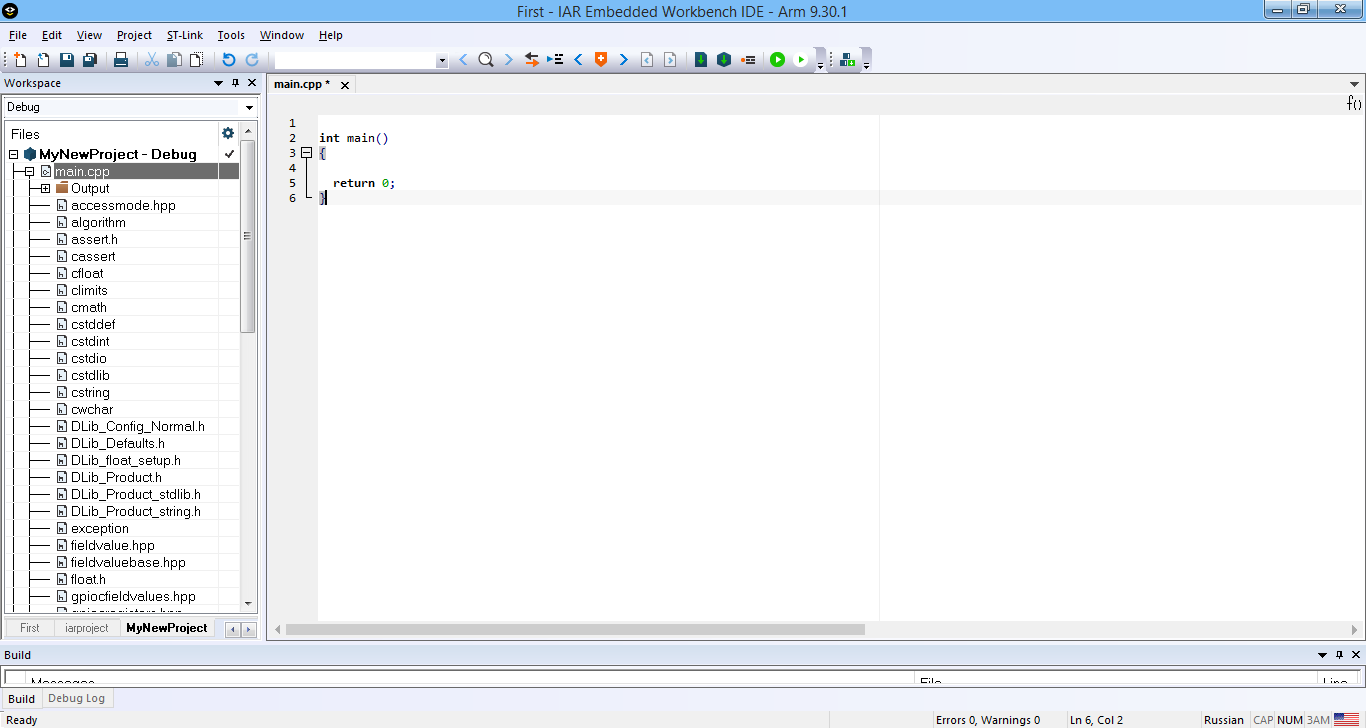 First - IAR Embedded Workbench IDE - Arm 9.30.1
File Edit View Project ST-Link Tools Window Help
Workspace
main.cpp *
Debug
f()
Files
MyNewProject - Debug
main.cpp
Output
accessmode.hpp
algorithm
assert.h
cassert
cfloat
climits
cmath
cstddef
cstdint
cstdio
cstdlib
cstring
cwchar
DLib_Config_Normal.h
DLib_Defaults.h
DLib_float_setup.h
DLib_Product.h
DLib_Product_stdlib.h
DLib_Product_string.h
exception
fieldvalue.hpp
fieldvaluebase.hpp
float.h
gpiocfieldvalues.hpp
1
2 int main()
3 {
4
5 return 0;
6 }
First iarproject MyNewProject
Build
Messages File Line
Build Debug Log
Ready Errors 0, Warnings 0 Ln 6, Col 2 Russian CAP NUM ЗАМ